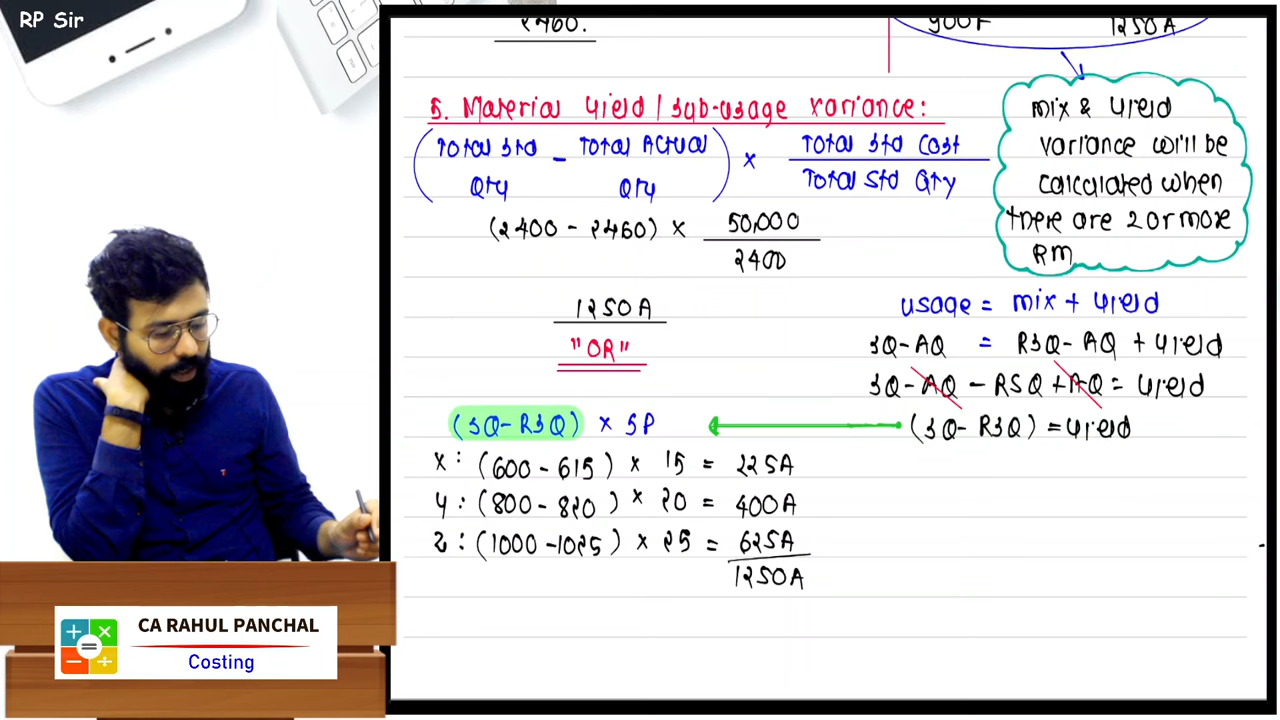 RP Sir
2460.
900F 1250A
5. Material Yield / Sub-usage variance:
(Total Std Qty - Total Actual Qty) × Total Std Cost / Total Std Qty
(2400 - 2460) × 50,000 / 2400
1250A
"OR"
(SQ - RSQ) × SP
X: (600 - 615) × 15 = 225A
Y: (800 - 820) × 20 = 400A
Z: (1000 - 1025) × 25 = 625A
1250A
mix & Yield
variance will be
calculated when
there are 2 or more
RM
usage = mix + Yield
SQ - AQ = RSQ - AQ + Yield
SQ - AQ - RSQ + AQ = Yield
(SQ - RSQ) = Yield
CA RAHUL PANCHAL
Costing